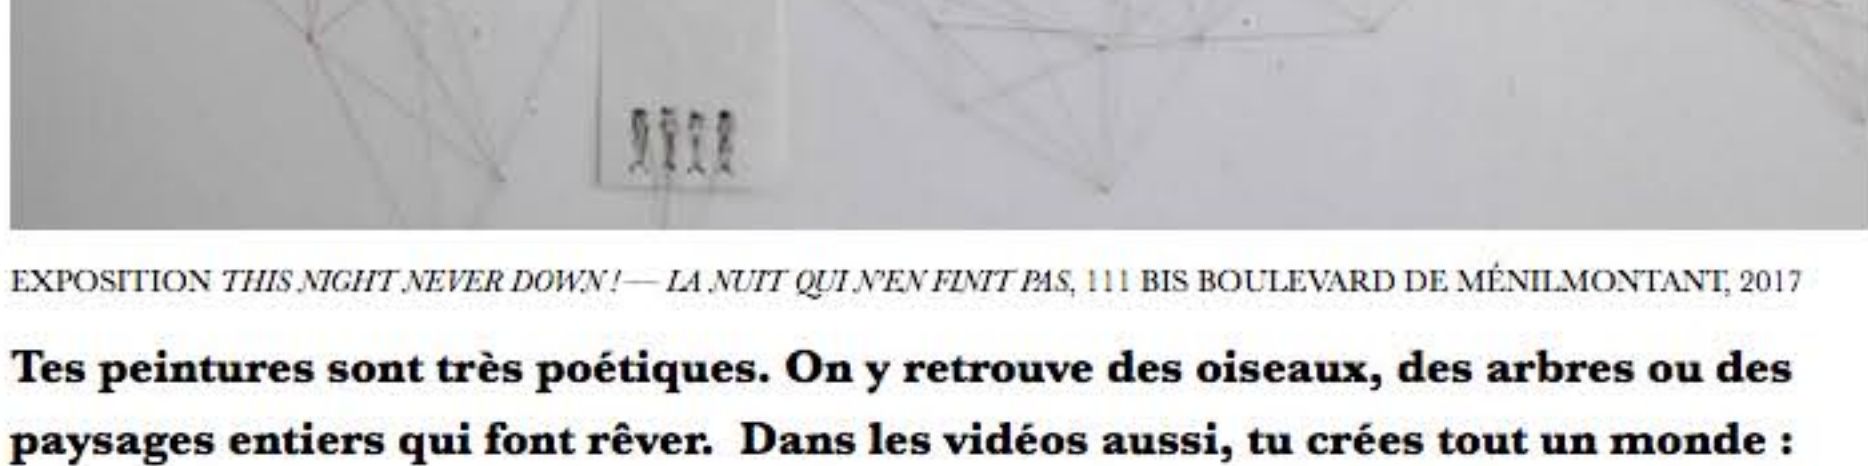 EXPOSITION THIS NIGHT NEVER DOWN ! — LA NUIT QUI N'EN FINIT PAS, 111 BIS BOULEVARD DE MÉNILMONTANT, 2017
Tes peintures sont très poétiques. On y retrouve des oiseaux, des arbres ou des
paysages entiers qui font rêver. Dans les vidéos aussi, tu crées tout un monde :